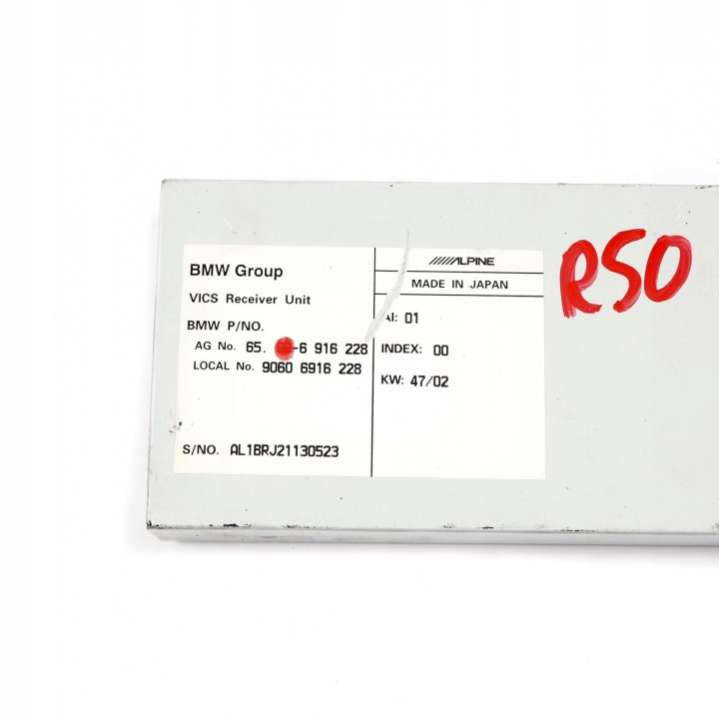 BMW Group
VICS Receiver Unit
BMW P/NO.
AG No. 65. -6 916 228
LOCAL No. 9060 6916 228
S/NO. AL1BRJ21130523
ALPINE
MADE IN JAPAN
AI: 01
INDEX: 00
KW: 47/02
R50